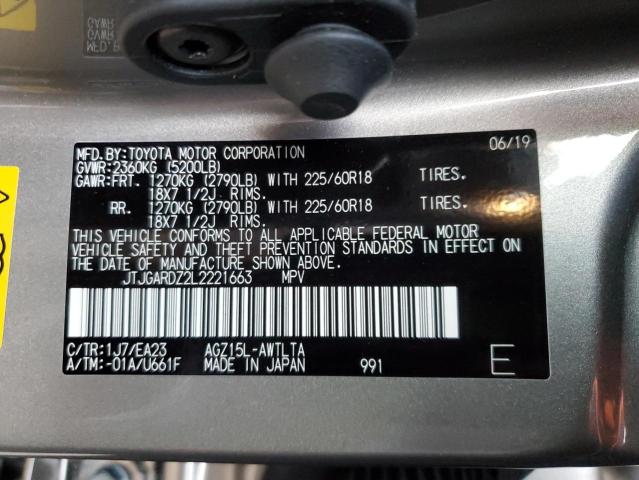 MFD.BY:TOYOTA MOTOR CORPORATION 06/19
GVWR:2360KG (5200LB)
GAWR:FRT. 1270KG (2790LB) WITH 225/60R18 TIRES.
18X7 1/2J RIMS.
RR. 1270KG (2790LB) WITH 225/60R18 TIRES.
18X7 1/2J RIMS.
THIS VEHICLE CONFORMS TO ALL APPLICABLE FEDERAL MOTOR
VEHICLE SAFETY AND THEFT PREVENTION STANDARDS IN EFFECT ON
THE DATE OF MANUFACTURE SHOWN ABOVE.
JTJGARDZ2L2221663 MPV
C/TR:1J7/EA23 AGZ15L-AWTLTA
A/TM:-01A/U661F MADE IN JAPAN 991 E